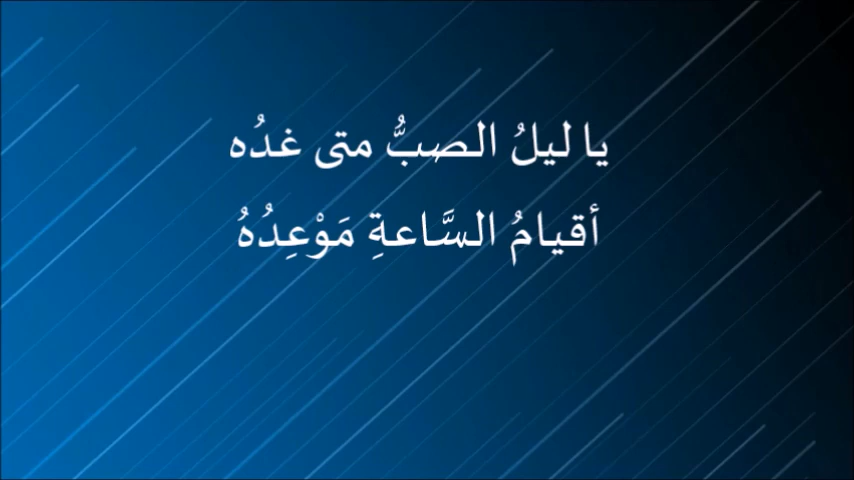 يا ليلُ الصبُّ متى غدُه
أقيامُ السَّاعةِ مَوْعِدُهُ